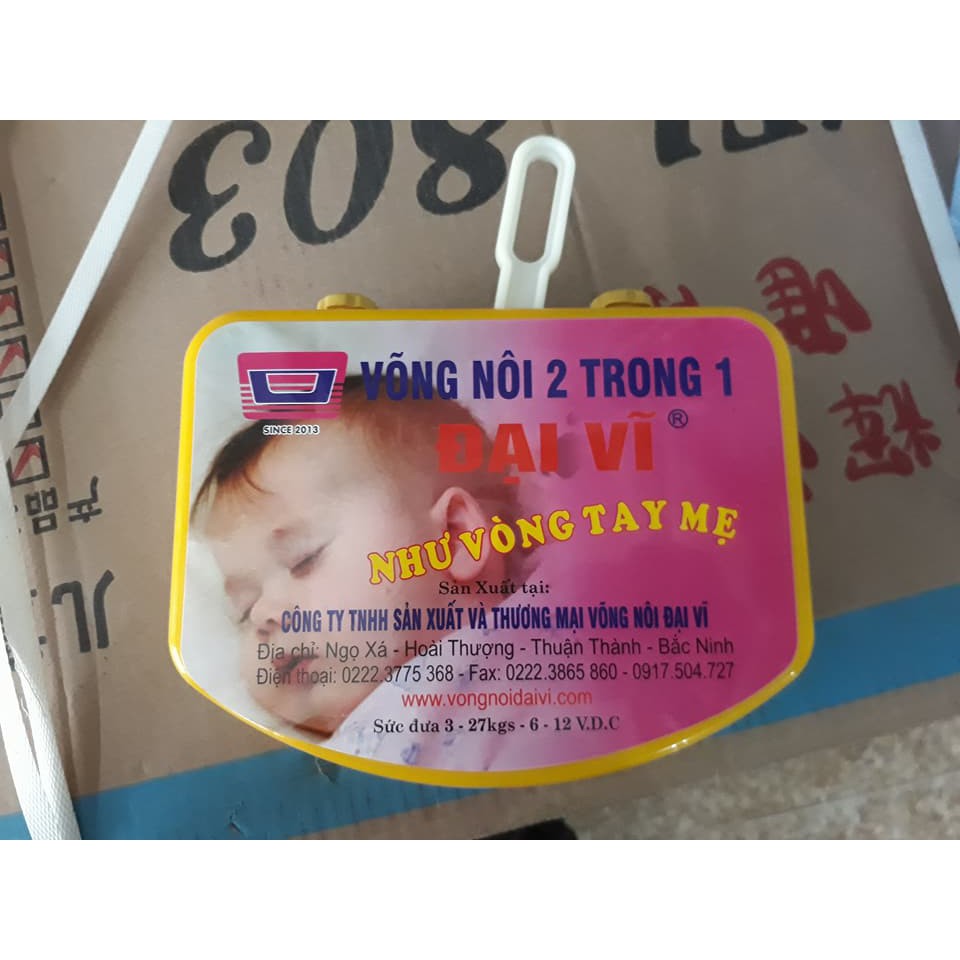 803
VÕNG NÔI 2 TRONG 1
SINCE 2013
ĐẠI VĨ ®
NHƯ VÒNG TAY MẸ
Sản Xuất tại:
CÔNG TY TNHH SẢN XUẤT VÀ THƯƠNG MẠI VÕNG NÔI ĐẠI VĨ
Địa chỉ: Ngọ Xá - Hoài Thượng - Thuận Thành - Bắc Ninh
Điện thoại: 0222.3775 368 - Fax: 0222.3865 860 - 0917.504.727
www.vongnoidaivi.com
Sức đưa 3 - 27kgs - 6 - 12 V.D.C